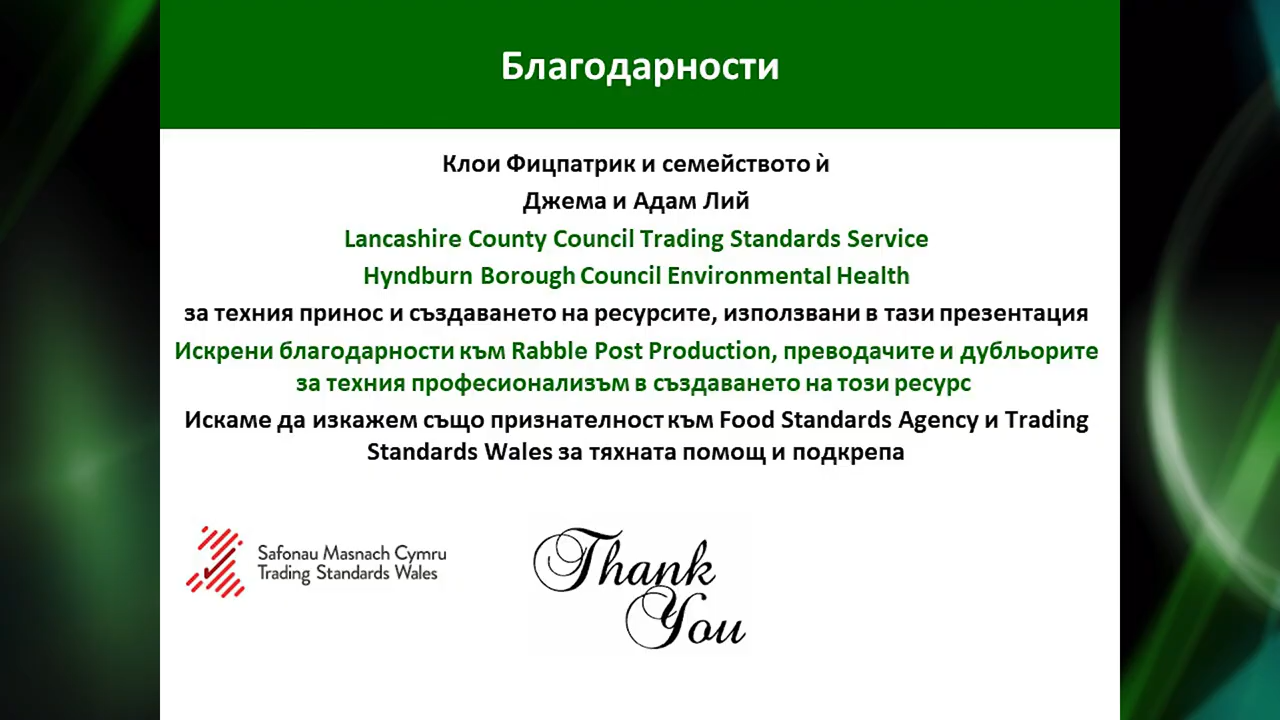 Благодарности
Клои Фицпатрик и семейството ѝ
Джема и Адам Лий
Lancashire County Council Trading Standards Service
Hyndburn Borough Council Environmental Health
за техния принос и създаването на ресурсите, използвани в тази презентация
Искрени благодарности към Rabble Post Production, преводачите и дубльорите
за техния професионализъм в създаването на този ресурс
Искаме да изкажем също признателност към Food Standards Agency и Trading
Standards Wales за тяхната помощ и подкрепа
Safonau Masnach Cymru
Trading Standards Wales
Thank
You